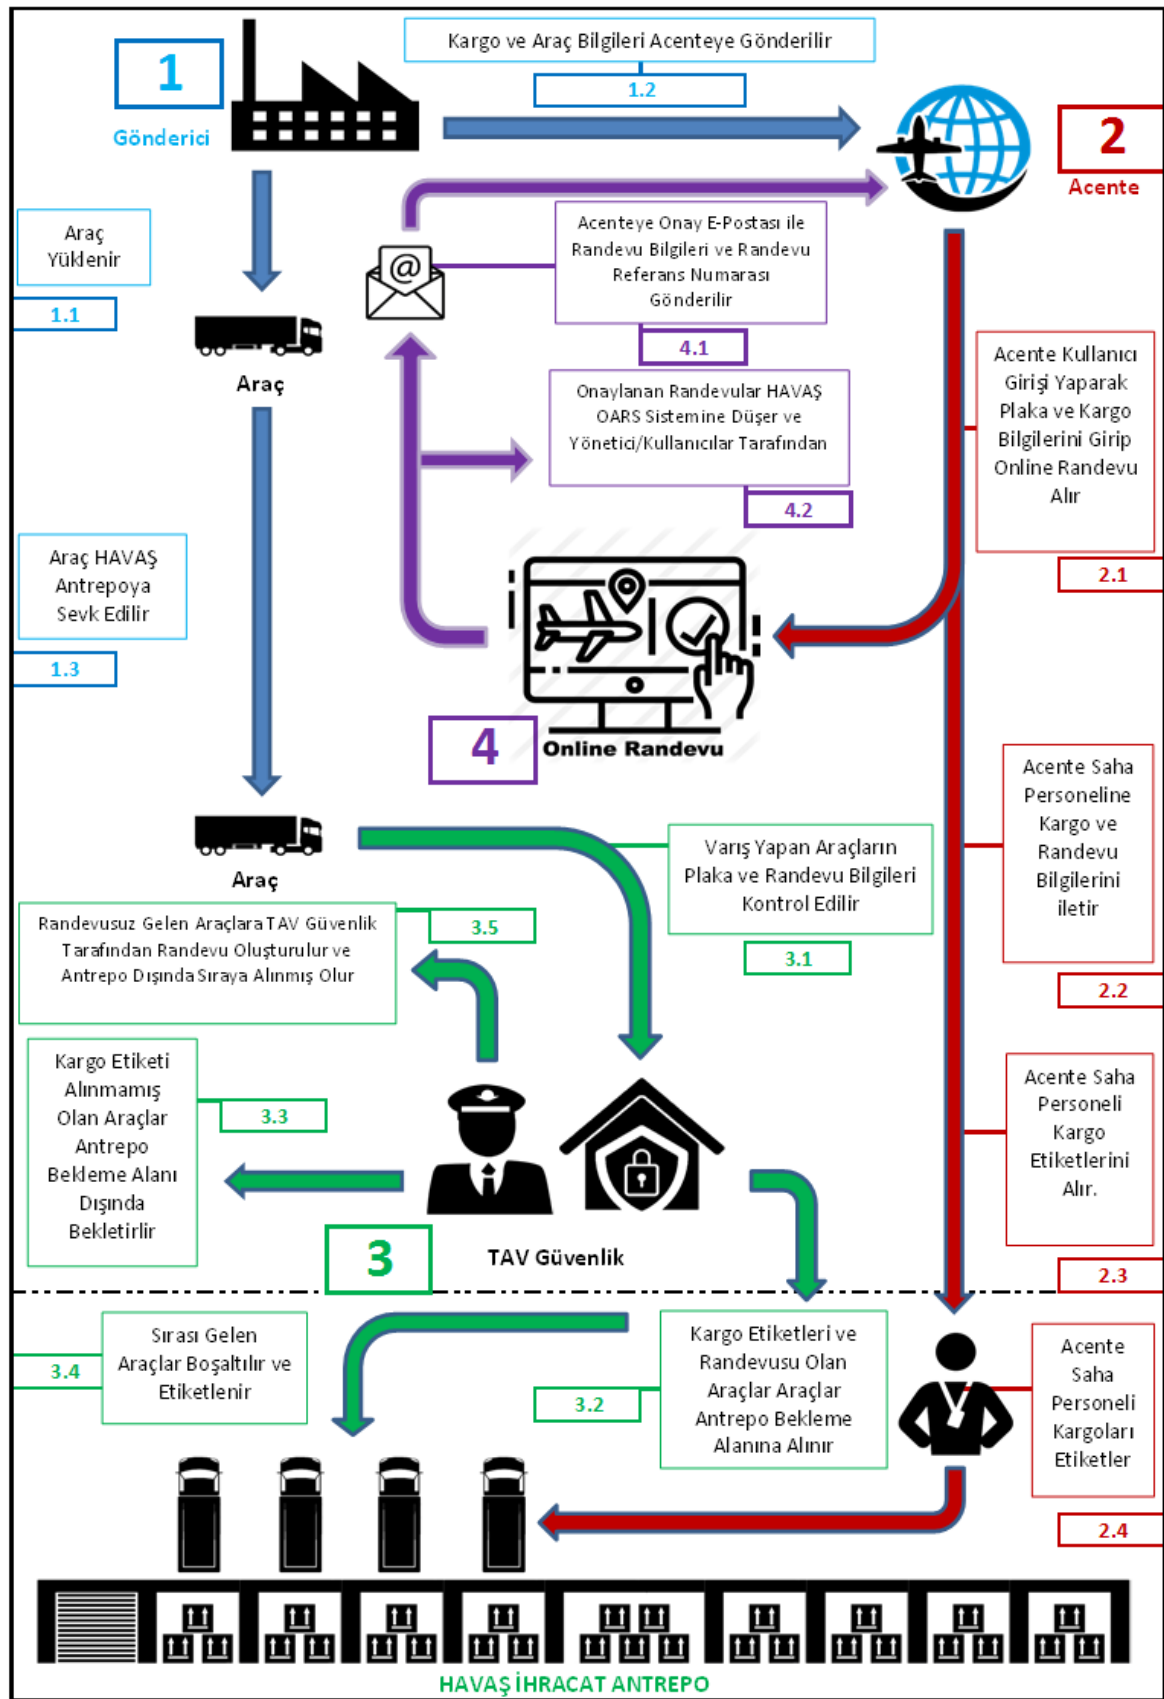 1
Gönderici
Kargo ve Araç Bilgileri Acenteye Gönderilir
1.2
2
Acente
Araç
Yüklenir
1.1
Araç
@
Acenteye Onay E-Postası ile
Randevu Bilgileri ve Randevu
Referans Numarası
Gönderilir
4.1
Onaylanan Randevular HAVAŞ
OARS Sistemine Düşer ve
Yönetici/Kullanıcılar Tarafından
4.2
Acente Kullanıcı
Girişi Yaparak
Plaka ve Kargo
Bilgilerini Girip
Online Randevu
Alır
2.1
Araç HAVAŞ
Antrepoya
Sevk Edilir
1.3
4
Online Randevu
Acente Saha
Personeline
Kargo ve
Randevu
Bilgilerini
iletir
2.2
Araç
Varış Yapan Araçların
Plaka ve Randevu Bilgileri
Kontrol Edilir
3.1
Randevusuz Gelen Araçlara TAV Güvenlik
Tarafından Randevu Oluşturulur ve
Antrepo Dışında Sıraya Alınmış Olur
3.5
Kargo Etiketi
Alınmamış
Olan Araçlar
Antrepo
Bekleme Alanı
Dışında
Bekletirlir
3.3
Acente Saha
Personeli
Kargo
Etiketlerini
Alır.
2.3
3
TAV Güvenlik
Sırası Gelen
Araçlar Boşaltılır ve
Etiketlenir
3.4
Kargo Etiketleri ve
Randevusu Olan
Araçlar Araçlar
Antrepo Bekleme
Alanına Alınır
3.2
Acente
Saha
Personeli
Kargoları
Etiketler
2.4
HAVAŞ İHRACAT ANTREPO